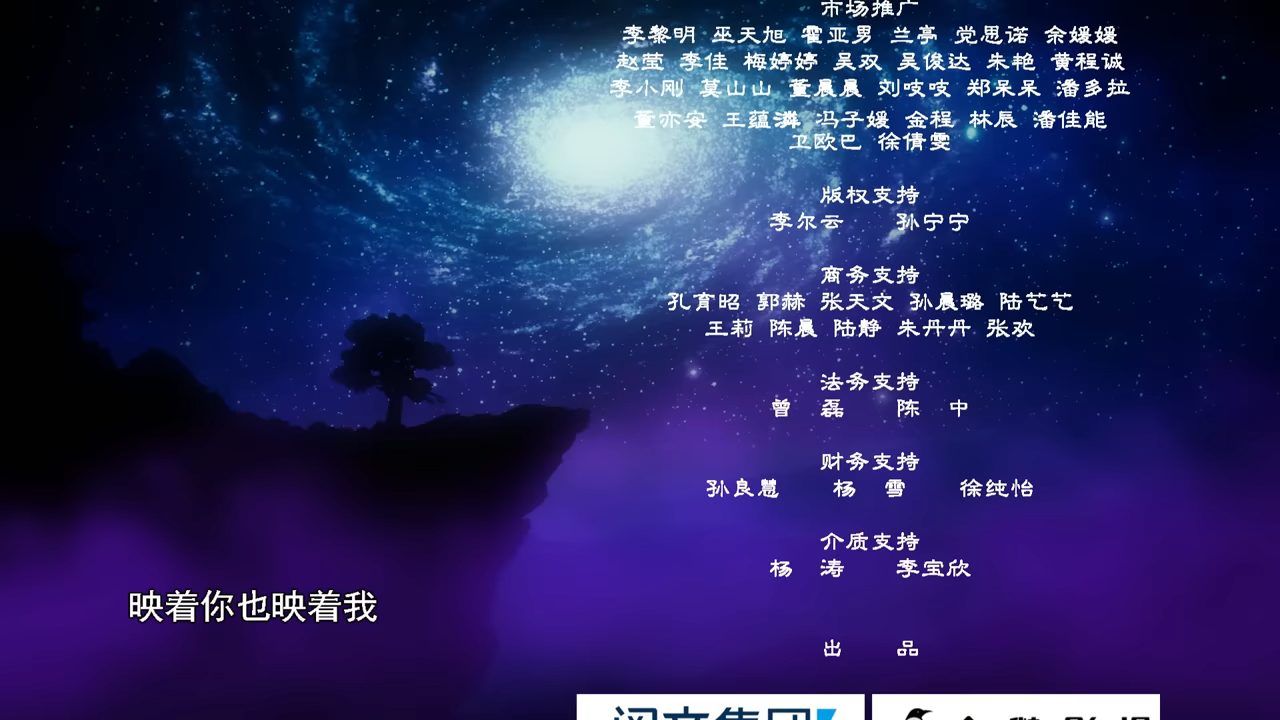 市场推广
李黎明 巫天旭 霍亚男 兰亭 党思诺 佘媛媛
赵莹 李佳 梅婷婷 吴双 吴俊达 朱艳 黄程诚
李小刚 莫山山 董晨晨 刘吱吱 郑呆呆 潘多拉
董亦安 王蕴潾 冯子媛 金程 林辰 潘佳能
卫欧巴 徐倩雯
版权支持
李尔云 孙宁宁
商务支持
孔育昭 郭赫 张天文 孙晨璐 陆艺艺
王莉 陈晨 陆静 朱丹丹 张欢
法务支持
曾 磊 陈 中
财务支持
孙良慧 杨 雪 徐纯怡
介质支持
杨 涛 李宝欣
映着你也映着我
出 品
阅文集团